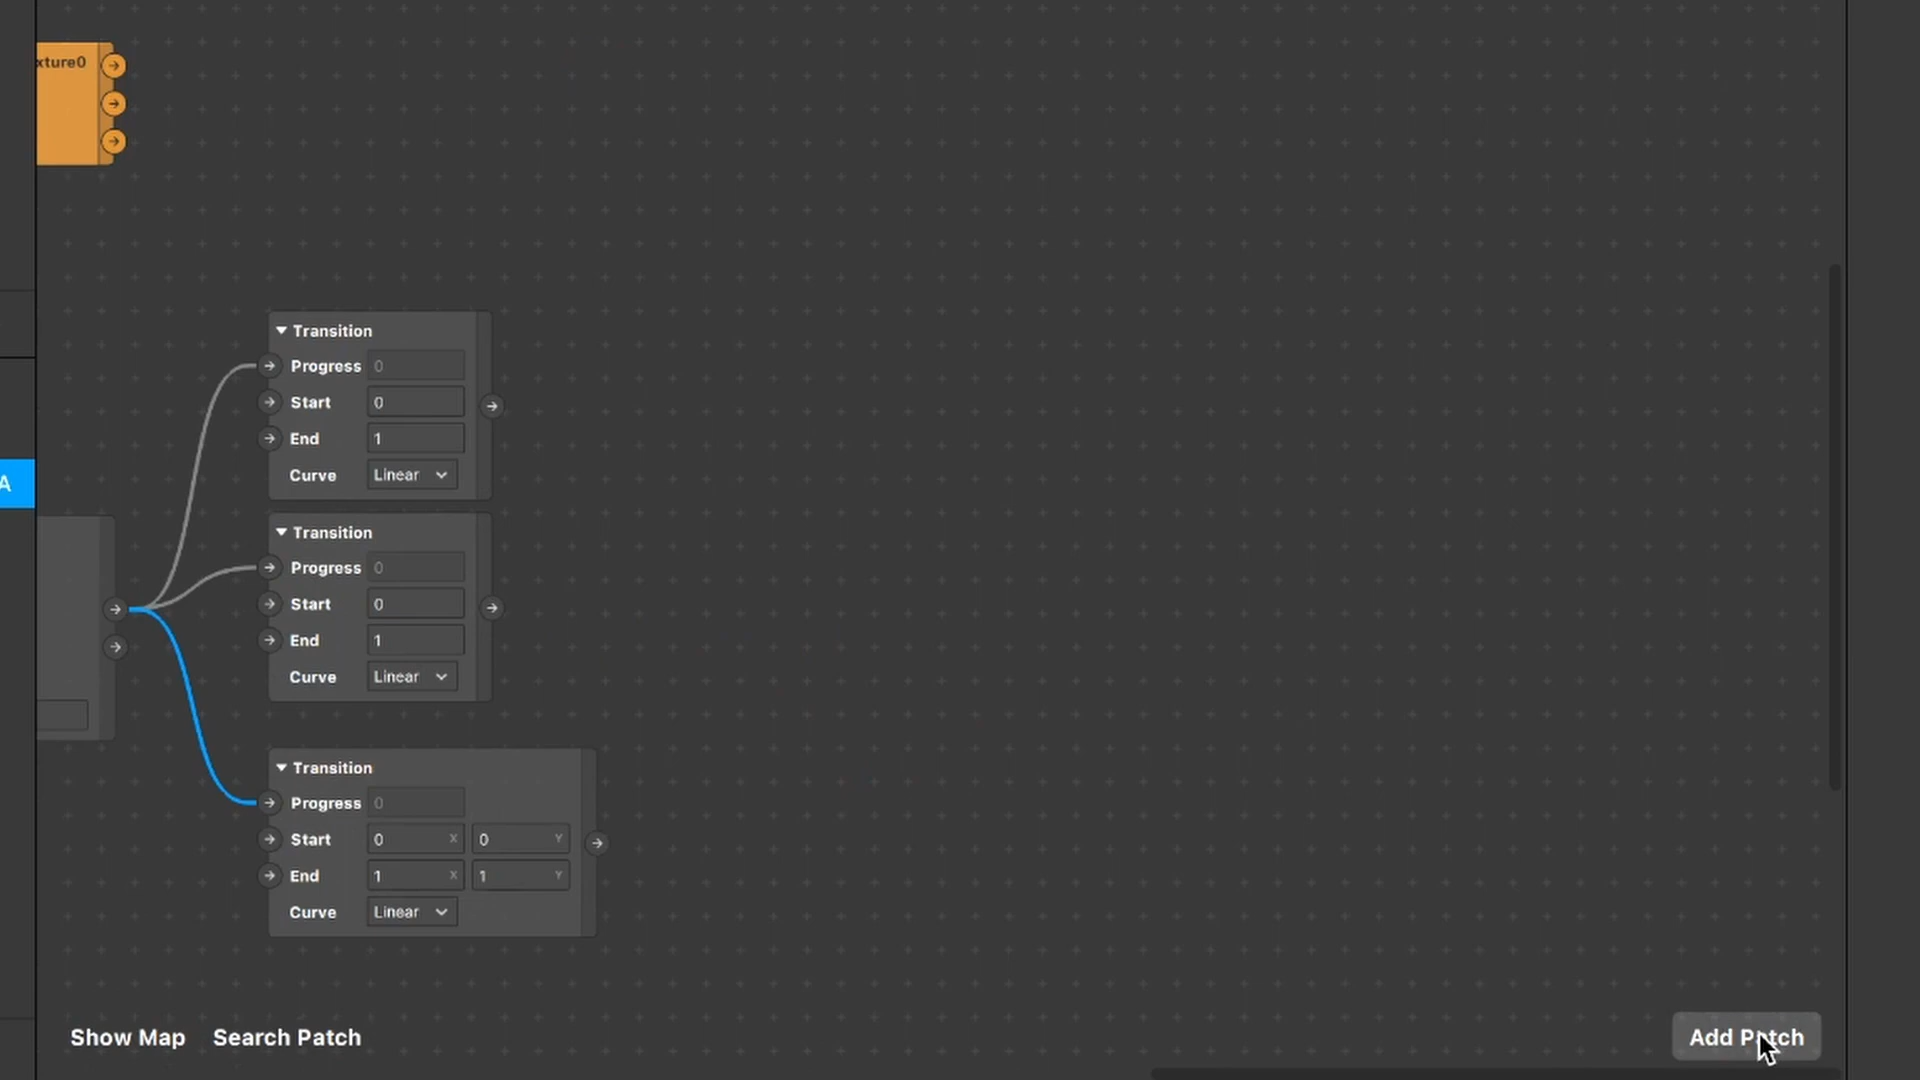 xture0
Transition
Progress 0
Start 0
End 1
Curve Linear
A
Transition
Progress 0
Start 0
End 1
Curve Linear
Transition
Progress 0
Start 0 X 0 Y
End 1 X 1 Y
Curve Linear
Show Map Search Patch Add Patch